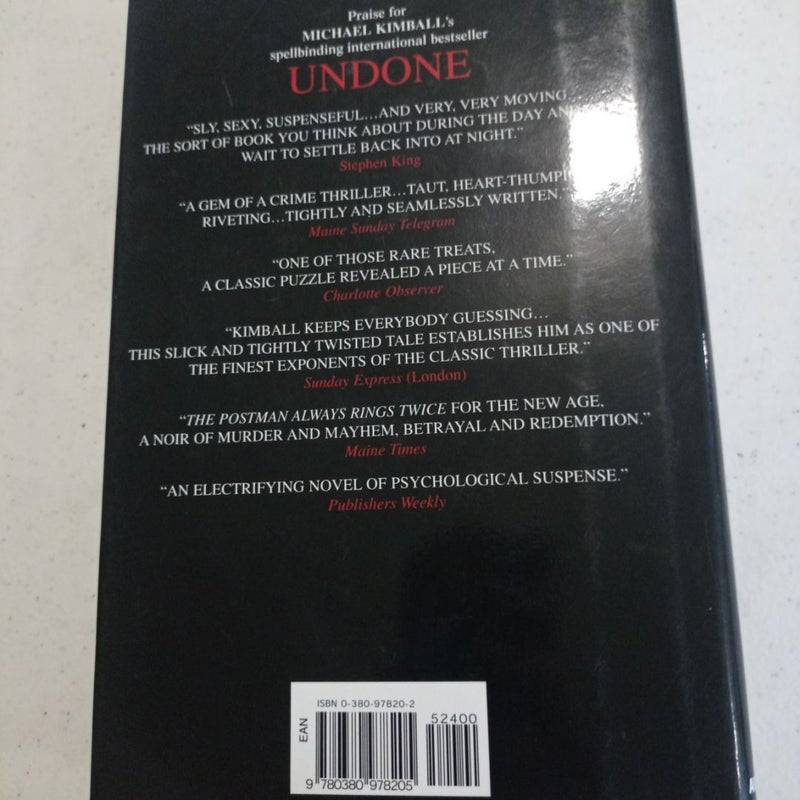 Praise for
MICHAEL KIMBALL's
spellbinding international bestseller
UNDONE
“SLY, SEXY, SUSPENSEFUL…AND VERY, VERY MOVING
THE SORT OF BOOK YOU THINK ABOUT DURING THE DAY
WAIT TO SETTLE BACK INTO AT NIGHT.”
Stephen King
“A GEM OF A CRIME THRILLER…TAUT,
RIVETING…TIGHTLY AND SEAMLESSLY WRITTEN.”
Maine Sunday Telegram
“ONE OF THOSE RARE TREATS,
A CLASSIC PUZZLE REVEALED A PIECE AT A TIME.”
Charlotte Observer
“KIMBALL KEEPS EVERYBODY GUESSING…
THIS SLICK AND TIGHTLY TWISTED TALE ESTABLISHES HIM AS ONE OF
THE FINEST EXPONENTS OF THE CLASSIC THRILLER.”
Sunday Express (London)
“THE POSTMAN ALWAYS RINGS TWICE FOR THE NEW AGE,
A NOIR OF MURDER AND MAYHEM, BETRAYAL AND REDEMPTION.”
Maine Times
“AN ELECTRIFYING NOVEL OF PSYCHOLOGICAL SUSPENSE.”
Publishers Weekly
ISBN 0-380-97820-2
52400
EAN
9 780380 978205